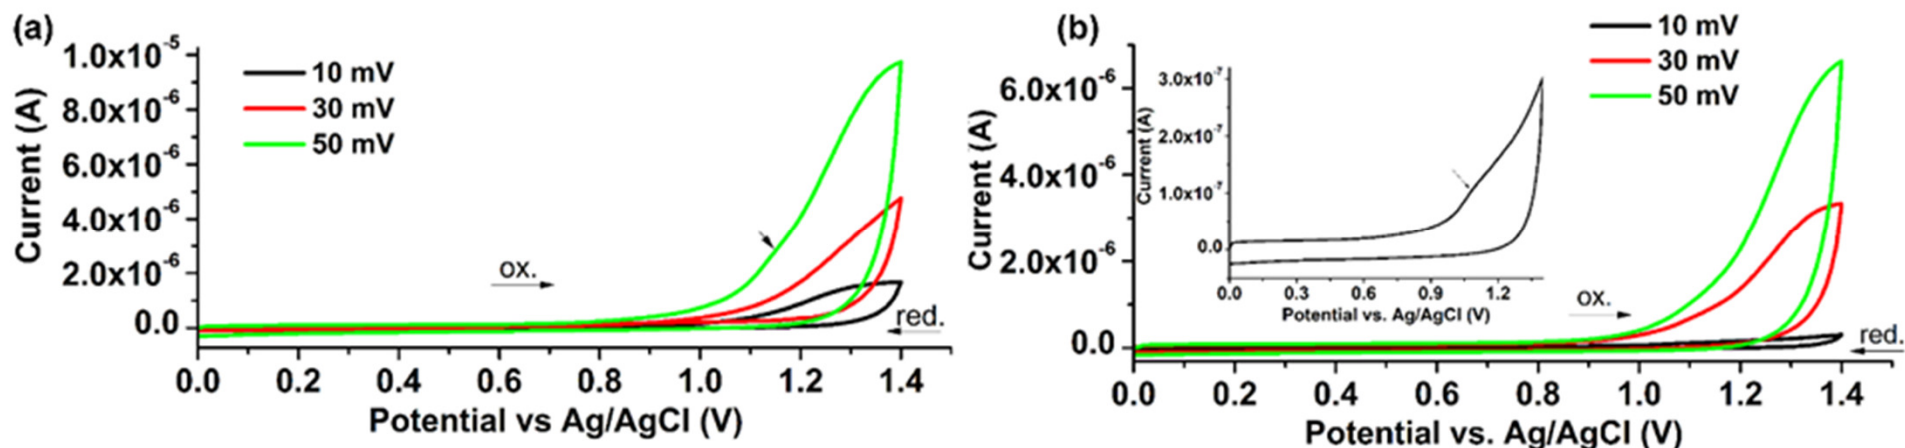 (a)
1.0x10⁻⁵
8.0x10⁻⁶
6.0x10⁻⁶
4.0x10⁻⁶
2.0x10⁻⁶
0.0
Current (A)
10 mV
30 mV
50 mV
ox.
red.
0.0 0.2 0.4 0.6 0.8 1.0 1.2 1.4
Potential vs Ag/AgCl (V)
(b)
10 mV
30 mV
50 mV
6.0x10⁻⁶
4.0x10⁻⁶
2.0x10⁻⁶
0.0
Current (A)
3.0x10⁻⁷
2.0x10⁻⁷
1.0x10⁻⁷
0.0
Current (A)
0.0 0.3 0.6 0.9 1.2
Potential vs. Ag/AgCl (V)
ox.
red.
0.0 0.2 0.4 0.6 0.8 1.0 1.2 1.4
Potential vs. Ag/AgCl (V)